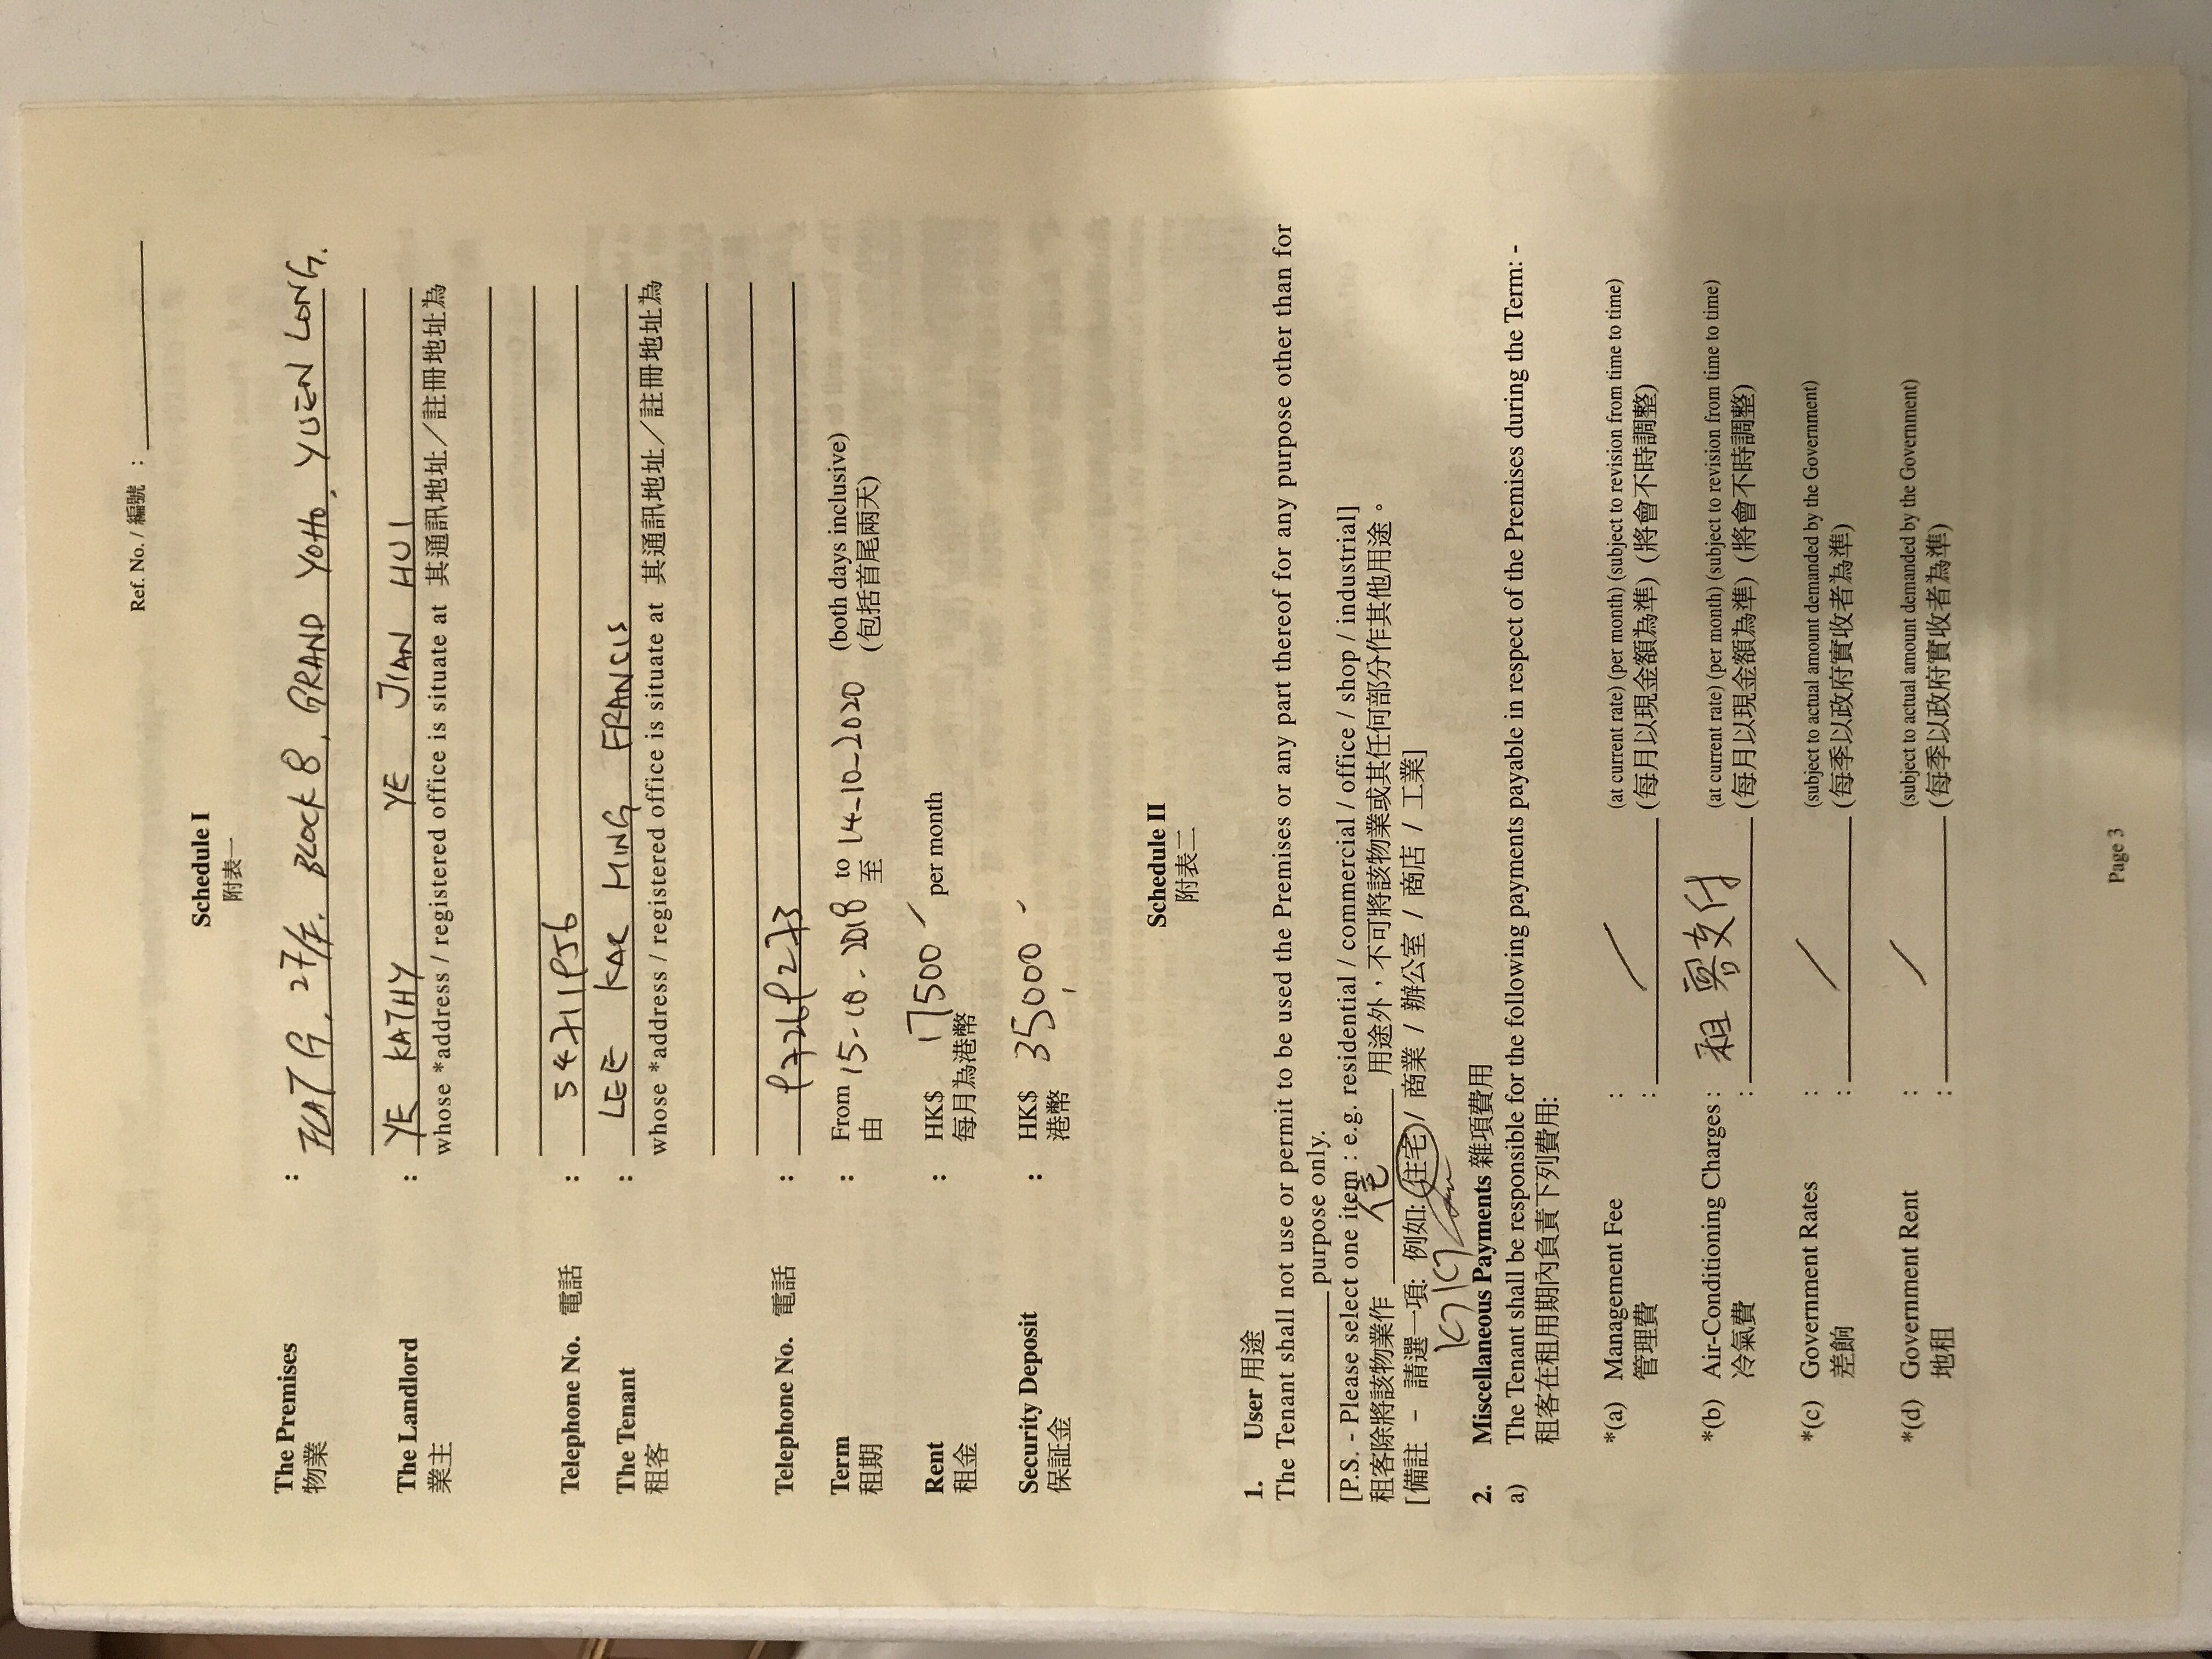 Ref. No. / 編號 :
Schedule I
附表一
The Premises : FLAT G, 27/F, BLOCK 8, GRAND YOHO, YUEN LONG.
物業
The Landlord : YE KATHY YE JIAN HUI
業主 whose *address / registered office is situate at 其通訊地址／註冊地址為
Telephone No. 電話 :
The Tenant : LEE KAR MING FRANCIS
租客 whose *address / registered office is situate at 其通訊地址／註冊地址為
Telephone No. 電話 :
Term : From 15-10-2018 to 14-10-2020 (both days inclusive)
租期 由 至 (包括首尾兩天)
Rent : HK$ 17500 per month
租金 每月為港幣
Security Deposit : HK$ 35000
保証金 港幣
Schedule II
附表二
1. User 用途
The Tenant shall not use or permit to be used the Premises or any part thereof for any purpose other than for
purpose only.
[P.S. - Please select one item : e.g. residential / commercial / office / shop / industrial]
租客除將該物業作 用途外，不可將該物業或其任何部分作其他用途。
[備註 - 請選一項: 例如: 住宅 / 商業 / 辦公室 / 商店 / 工業]
2. Miscellaneous Payments 雜項費用
a) The Tenant shall be responsible for the following payments payable in respect of the Premises during the Term: -
租客在租用期內負責下列費用:
*(a) Management Fee : (at current rate) (per month) (subject to revision from time to time)
管理費 : (每月以現金額為準) (將會不時調整)
*(b) Air-Conditioning Charges : 租客支付 (at current rate) (per month) (subject to revision from time to time)
冷氣費 : (每月以現金額為準) (將會不時調整)
*(c) Government Rates : (subject to actual amount demanded by the Government)
差餉 : (每季以政府實收者為準)
*(d) Government Rent : (subject to actual amount demanded by the Government)
地租 : (每季以政府實收者為準)
Page 3